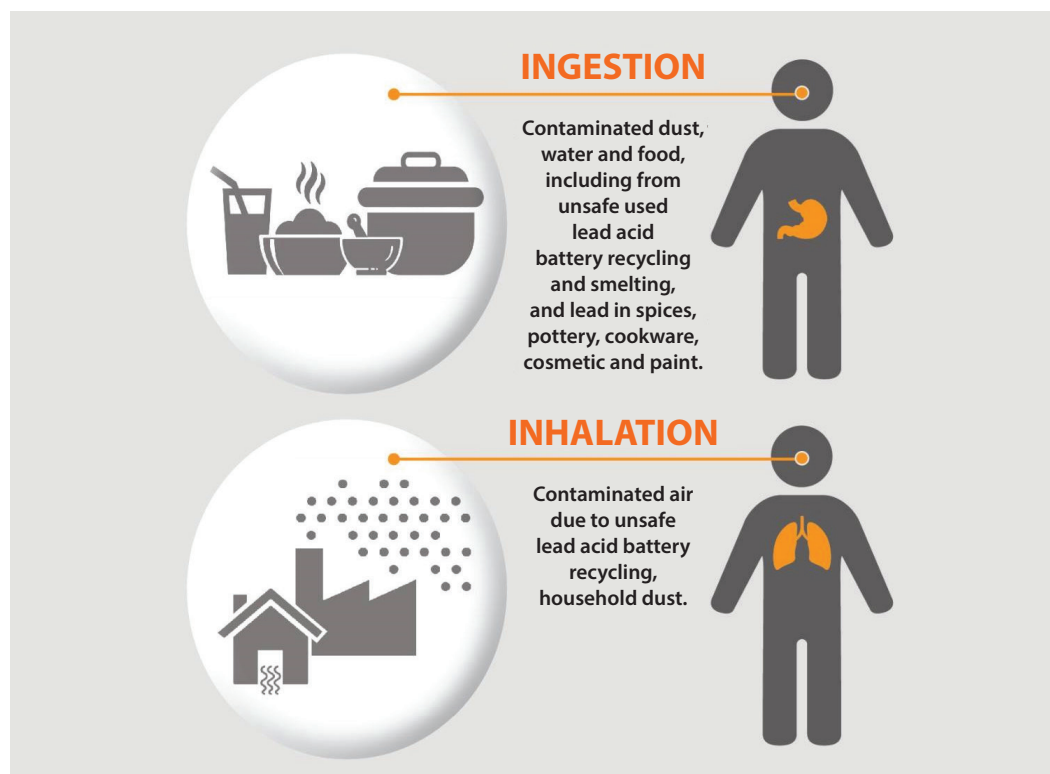 INGESTION
Contaminated dust,
water and food,
including from
unsafe used
lead acid
battery recycling
and smelting,
and lead in spices,
pottery, cookware,
cosmetic and paint.
INHALATION
Contaminated air
due to unsafe
lead acid battery
recycling,
household dust.